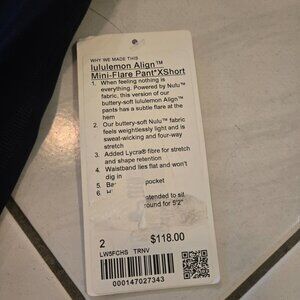 WHY WE MADE THIS
lululemon Align™
Mini-Flare Pant*XShort
1. When feeling nothing is
everything. Powered by Nulu™
fabric, this version of our
buttery-soft lululemon Align™
pants has a subtle flare at the
hem
2. Our buttery-soft Nulu™ fabric
feels weightlessly light and is
sweat-wicking and four-way
stretch
3. Added Lycra® fibre for stretch
and shape retention
4. Waistband lies flat and won't
dig in
5. pocket
6. intended to sit
round for 5'2"
2 $118.00
LW5FCHS TRNV
000147027343